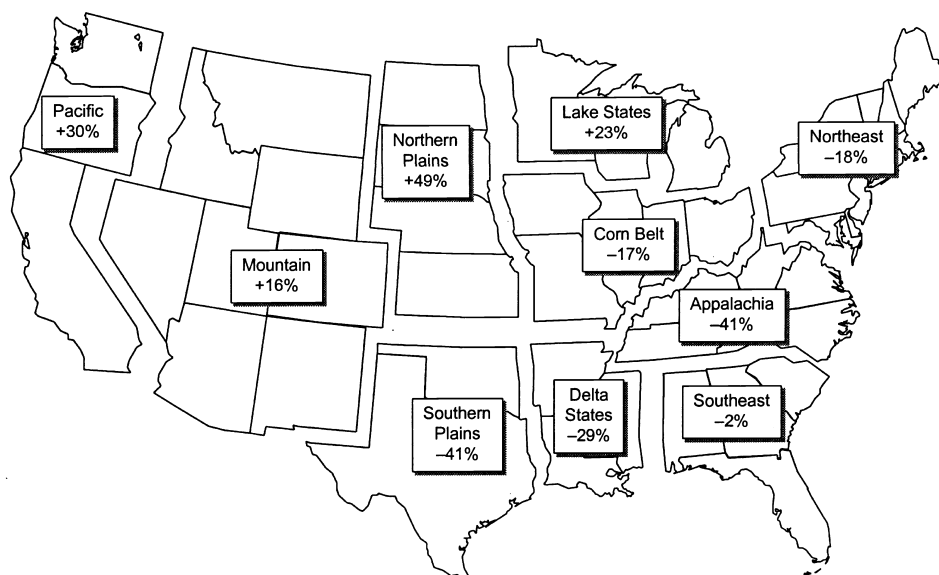 Pacific
+30%
Northern
Plains
+49%
Lake States
+23%
Northeast
–18%
Mountain
+16%
Corn Belt
–17%
Appalachia
–41%
Southern
Plains
–41%
Delta
States
–29%
Southeast
–2%